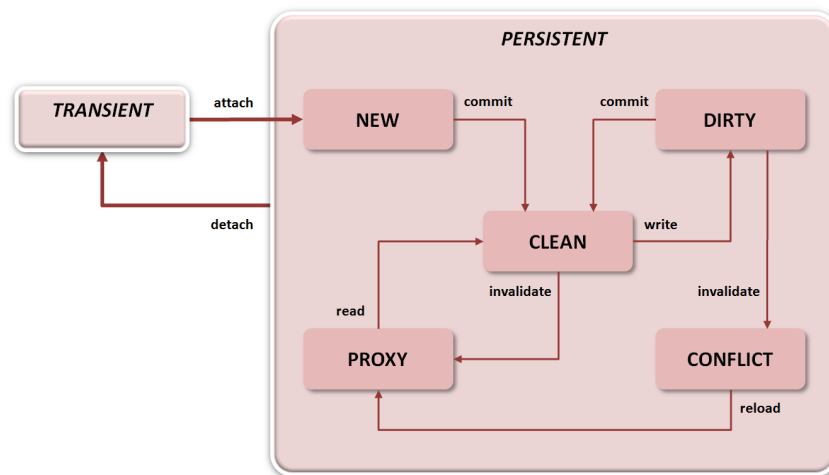 PERSISTENT
TRANSIENT
attach
NEW
commit
commit
DIRTY
detach
CLEAN
write
invalidate
invalidate
read
PROXY
CONFLICT
reload